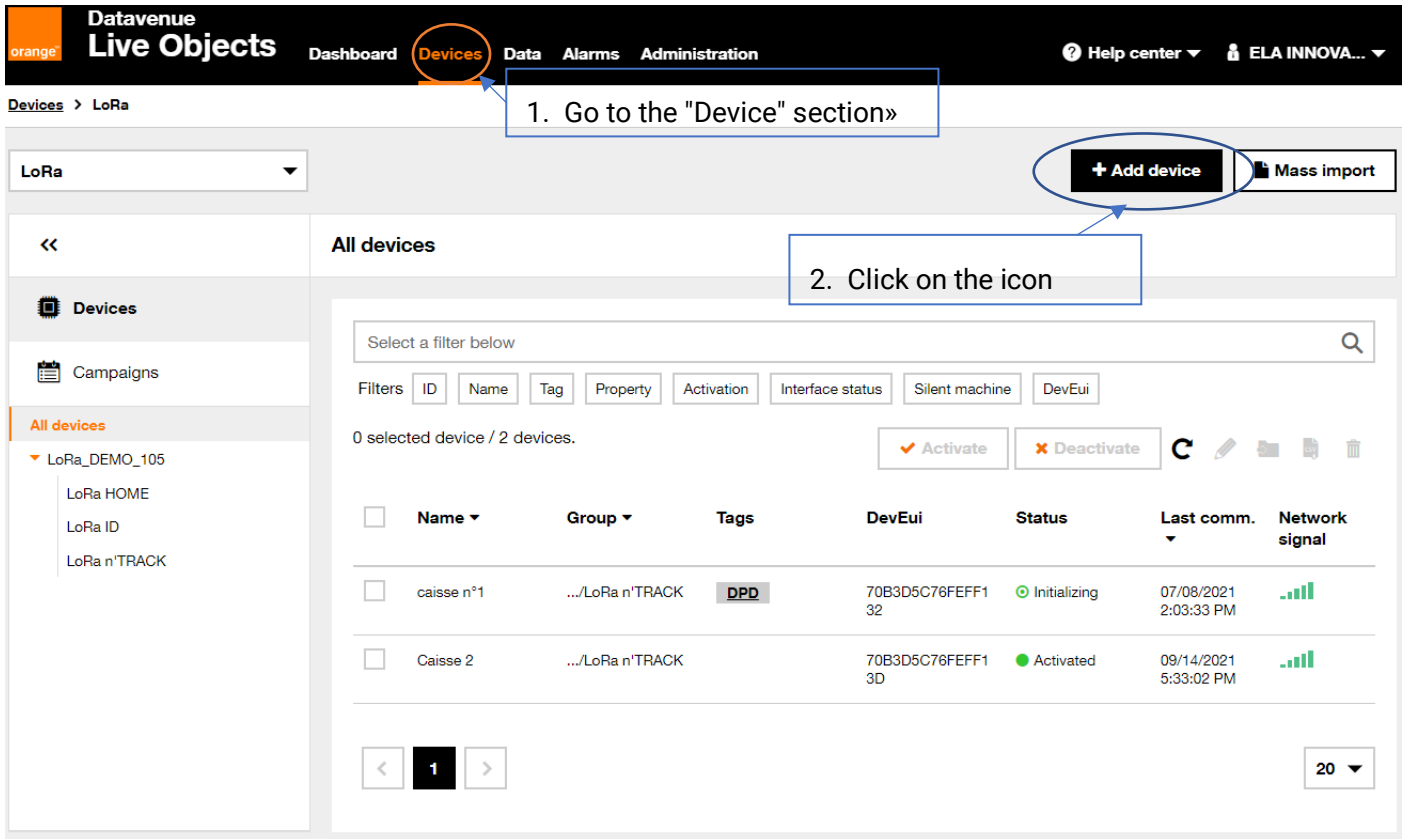 Datavenue
orange™ Live Objects Dashboard Devices Data Alarms Administration ? Help center ELA INNOVA...
Devices > LoRa
1. Go to the "Device" section»
LoRa
+ Add device Mass import
All devices
2. Click on the icon
Devices
Select a filter below
Campaigns
Filters ID Name Tag Property Activation Interface status Silent machine DevEui
All devices
0 selected device / 2 devices.
Activate Deactivate
LoRa_DEMO_105
LoRa HOME
LoRa ID
LoRa n'TRACK
Name Group Tags DevEui Status Last comm. Network
signal
caisse n°1 .../LoRa n'TRACK DPD 70B3D5C76FEFF1 Initializing 07/08/2021
32 2:03:33 PM
Caisse 2 .../LoRa n'TRACK 70B3D5C76FEFF1 Activated 09/14/2021
3D 5:33:02 PM
< 1 > 20